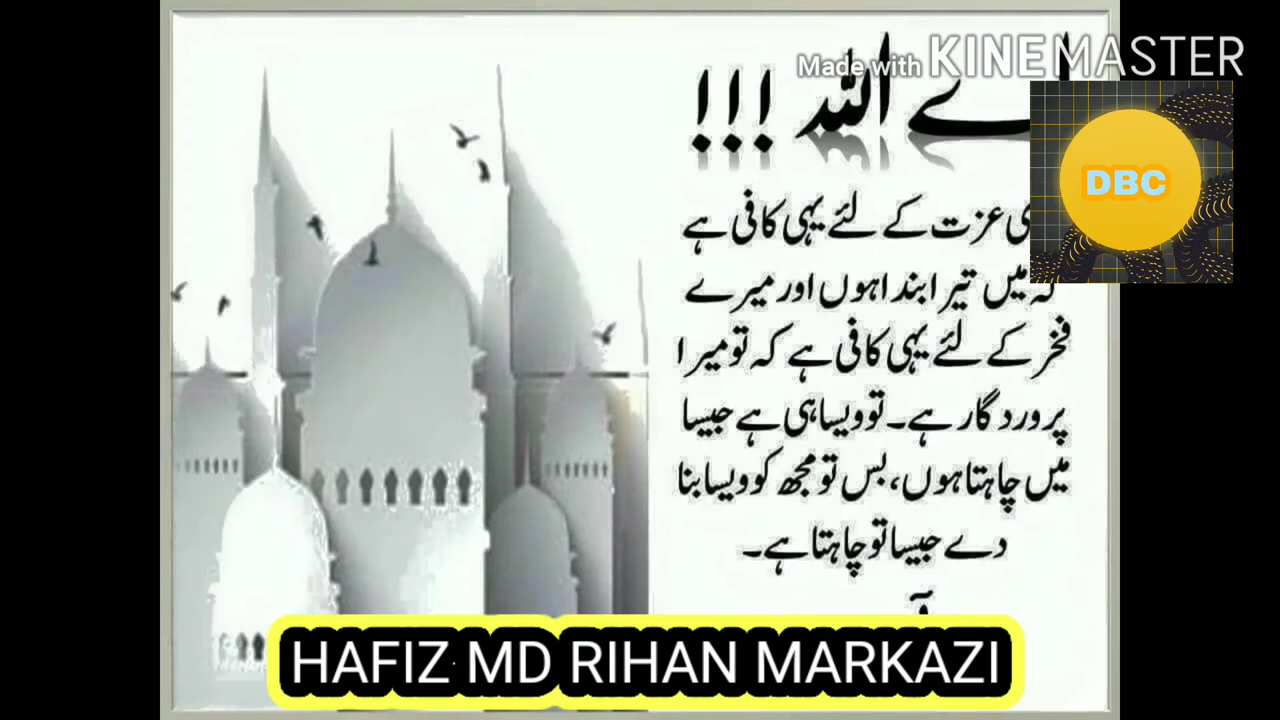 Made with KINEMASTER
اے اللہ !!!
DBC
عزت کے لئے یہی کافی ہے
کہ میں تیرا بندا ہوں اور میرے
فخر کے لئے یہی کافی ہے کہ تو میرا
پروردگار ہے۔ تو ویسا ہی ہے جیسا
میں چاہتا ہوں، بس تو مجھ کو ویسا بنا
دے جیسا تو چاہتا ہے۔
HAFIZ MD RIHAN MARKAZI